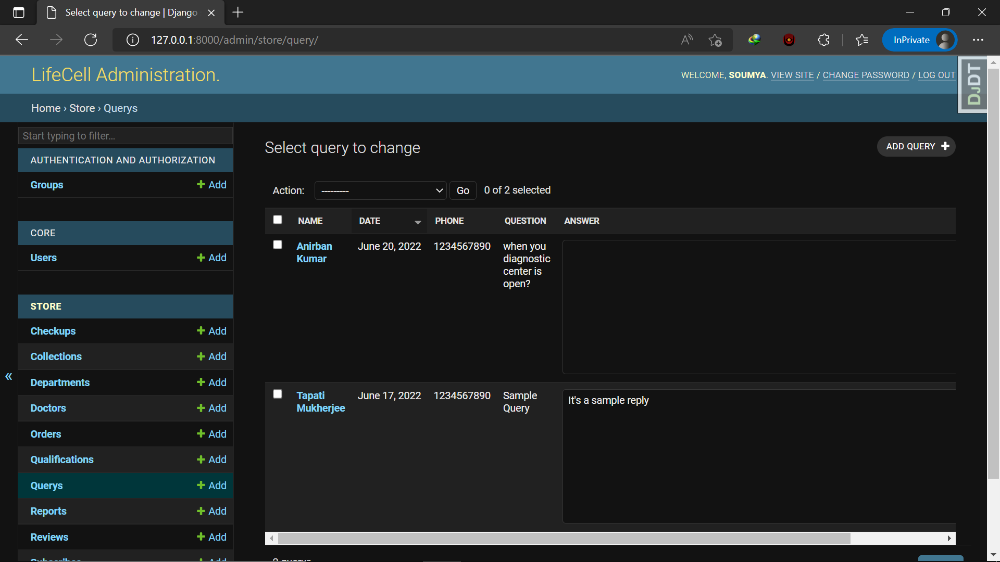 Select query to change | Django
127.0.0.1:8000/admin/store/query/
InPrivate
LifeCell Administration.
WELCOME, SOUMYA. VIEW SITE / CHANGE PASSWORD / LOG OUT
DJDT
Home › Store › Querys
Start typing to filter...
AUTHENTICATION AND AUTHORIZATION
Groups + Add
CORE
Users + Add
STORE
Checkups + Add
Collections + Add
Departments + Add
Doctors + Add
Orders + Add
Qualifications + Add
Querys + Add
Reports + Add
Reviews + Add
«
Select query to change
ADD QUERY +
Action: --------- Go 0 of 2 selected
NAME DATE PHONE QUESTION ANSWER
Anirban June 20, 2022 1234567890 when you
Kumar diagnostic
center is
open?
Tapati June 17, 2022 1234567890 Sample It's a sample reply
Mukherjee Query